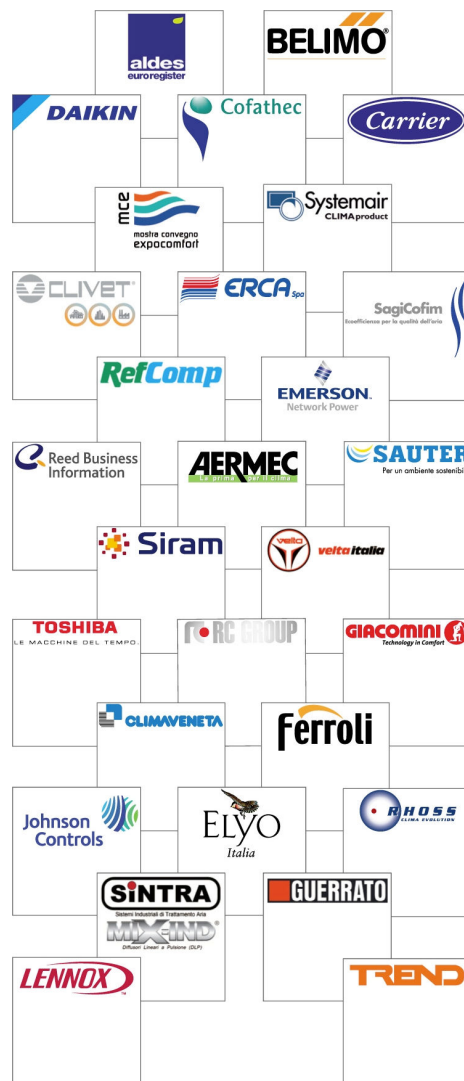 aldes
euroregister
BELIMO®
DAIKIN
Cofathec
Carrier
mce
mostra convegno
expocomfort
Systemair
CLIMAproduct
CLIVET®
ERCA Spa
SagiCofim
Ecoefficienza per la qualità dell'aria
RefComp
EMERSON™
Network Power
Reed Business
Information
AERMEC
La prima per il clima
SAUTER
Per un ambiente sostenibi
Siram
velta
velta italia
TOSHIBA
LE MACCHINE DEL TEMPO.
RC GROUP
GIACOMINI
Technology in Comfort
CLIMAVENETA
Ferroli
Johnson
Controls
ELYO
Italia
RHOSS
CLIMA EVOLUTION
SINTRA
Sistemi Industriali di Trattamento Aria
MIX-IND®
Diffusori Lineari a Pulsione (DLP)
GUERRATO
LENNOX™
TREND